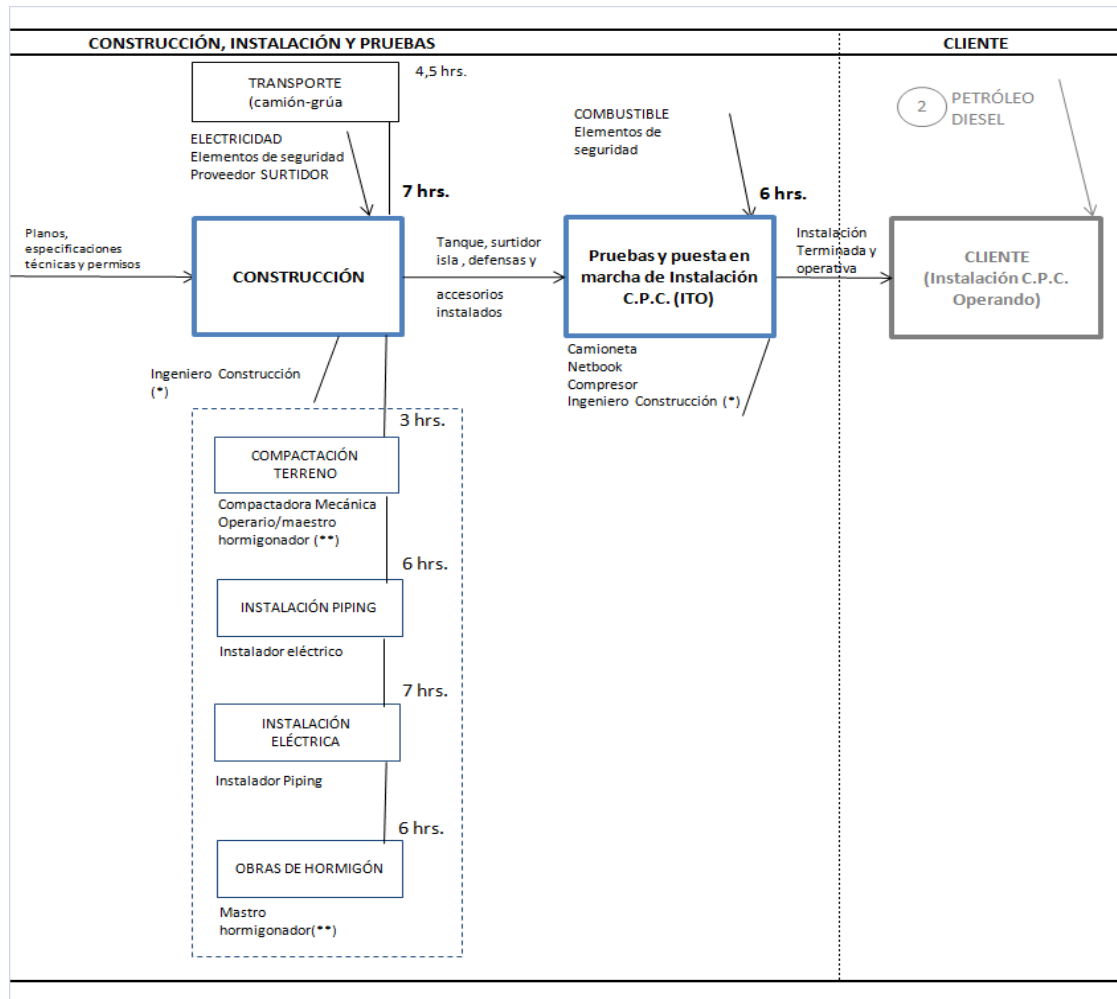 CONSTRUCCIÓN, INSTALACIÓN Y PRUEBAS
CLIENTE
TRANSPORTE
(camión-grúa
4,5 hrs.
ELECTRICIDAD
Elementos de seguridad
Proveedor SURTIDOR
7 hrs.
COMBUSTIBLE
Elementos de
seguridad
6 hrs.
2
PETRÓLEO
DIESEL
Planos,
especificaciones
técnicas y permisos
CONSTRUCCIÓN
Tanque, surtidor
isla , defensas y
accesorios
instalados
Pruebas y puesta en
marcha de Instalación
C.P.C. (ITO)
Instalación
Terminada y
operativa
CLIENTE
(Instalación C.P.C.
Operando)
Ingeniero Construcción
(*)
Camioneta
Netbook
Compresor
Ingeniero Construcción (*)
3 hrs.
COMPACTACIÓN
TERRENO
Compactadora Mecánica
Operario/maestro
hormigonador (**)
6 hrs.
INSTALACIÓN PIPING
Instalador eléctrico
7 hrs.
INSTALACIÓN
ELÉCTRICA
Instalador Piping
6 hrs.
OBRAS DE HORMIGÓN
Mastro
hormigonador(**)